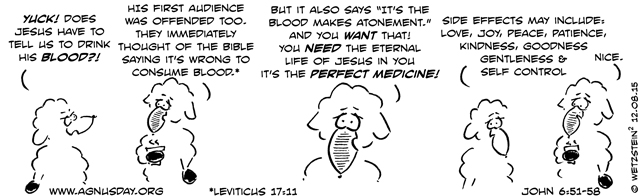 YUCK! DOES
JESUS HAVE TO
TELL US TO DRINK
HIS BLOOD?!
HIS FIRST AUDIENCE
WAS OFFENDED TOO.
THEY IMMEDIATELY
THOUGHT OF THE BIBLE
SAYING IT'S WRONG TO
CONSUME BLOOD.*
BUT IT ALSO SAYS "IT'S THE
BLOOD MAKES ATONEMENT."
AND YOU WANT THAT!
YOU NEED THE ETERNAL
LIFE OF JESUS IN YOU
IT'S THE PERFECT MEDICINE!
SIDE EFFECTS MAY INCLUDE:
LOVE, JOY, PEACE, PATIENCE,
KINDNESS, GOODNESS
GENTLENESS &
SELF CONTROL
NICE.
WWW.AGNUSDAY.ORG
*LEVITICUS 17:11
JOHN 6:51-58
© WETZSTEIN² 12.08.15